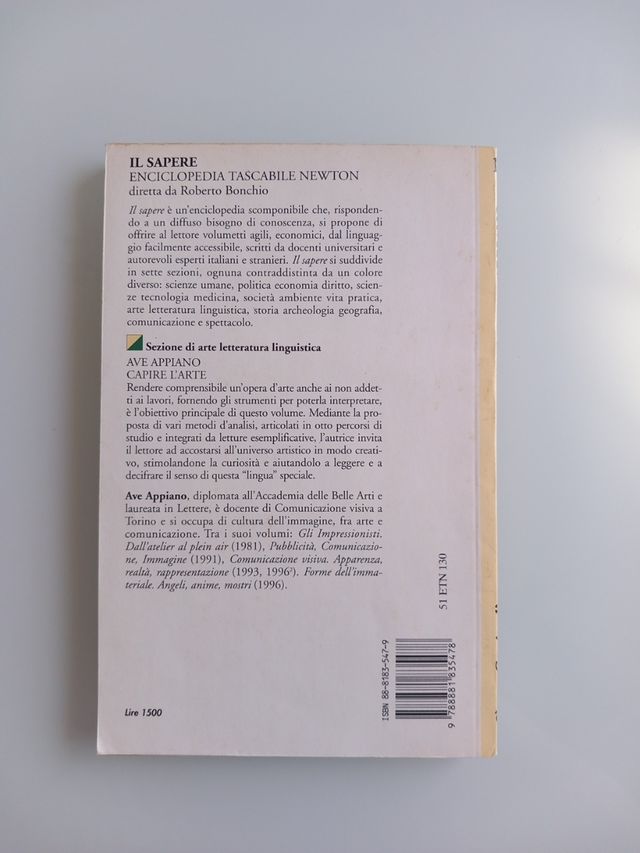 IL SAPERE
ENCICLOPEDIA TASCABILE NEWTON
diretta da Roberto Bonchio
Il sapere è un'enciclopedia scomponibile che, risponden-
do a un diffuso bisogno di conoscenza, si propone di
offrire al lettore volumetti agili, economici, dal linguag-
gio facilmente accessibile, scritti da docenti universitari e
autorevoli esperti italiani e stranieri. Il sapere si suddivide
in sette sezioni, ognuna contraddistinta da un colore
diverso: scienze umane, politica economia diritto, scien-
ze tecnologia medicina, società ambiente vita pratica,
arte letteratura linguistica, storia archeologia geografia,
comunicazione e spettacolo.
Sezione di arte letteratura linguistica
AVE APPIANO
CAPIRE L'ARTE
Rendere comprensibile un'opera d'arte anche ai non addet-
ti ai lavori, fornendo gli strumenti per poterla interpretare,
è l'obiettivo principale di questo volume. Mediante la pro-
posta di vari metodi d'analisi, articolati in otto percorsi di
studio e integrati da letture esemplificative, l'autrice invita
il lettore ad accostarsi all'universo artistico in modo creati-
vo, stimolandone la curiosità e aiutandolo a leggere e a
decifrare il senso di questa "lingua" speciale.
Ave Appiano, diplomata all'Accademia delle Belle Arti e
laureata in Lettere, è docente di Comunicazione visiva a
Torino e si occupa di cultura dell'immagine, fra arte e
comunicazione. Tra i suoi volumi: Gli Impressionisti.
Dall'atelier al plein air (1981), Pubblicità, Comunicazio-
ne, Immagine (1991), Comunicazione visiva. Apparenza,
realtà, rappresentazione (1993, 1996²). Forme dell'imma-
teriale. Angeli, anime, mostri (1996).
51 ETN 130
ISBN 88-8183-547-9
9 788881 835478
Lire 1500